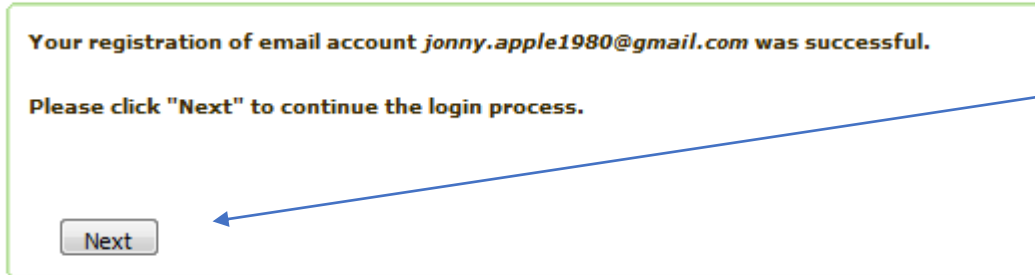 Your registration of email account jonny.apple1980@gmail.com was successful.
Please click "Next" to continue the login process.
Next